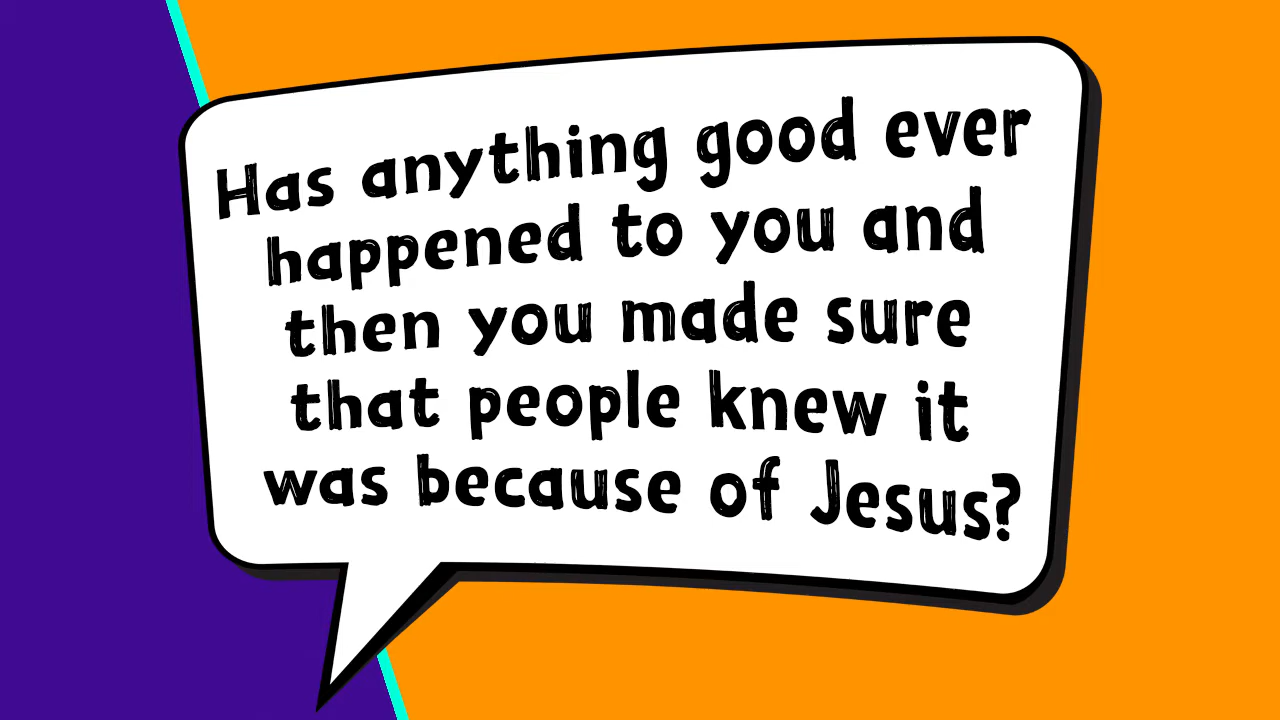 Has anything good ever
happened to you and
then you made sure
that people knew it
was because of Jesus?